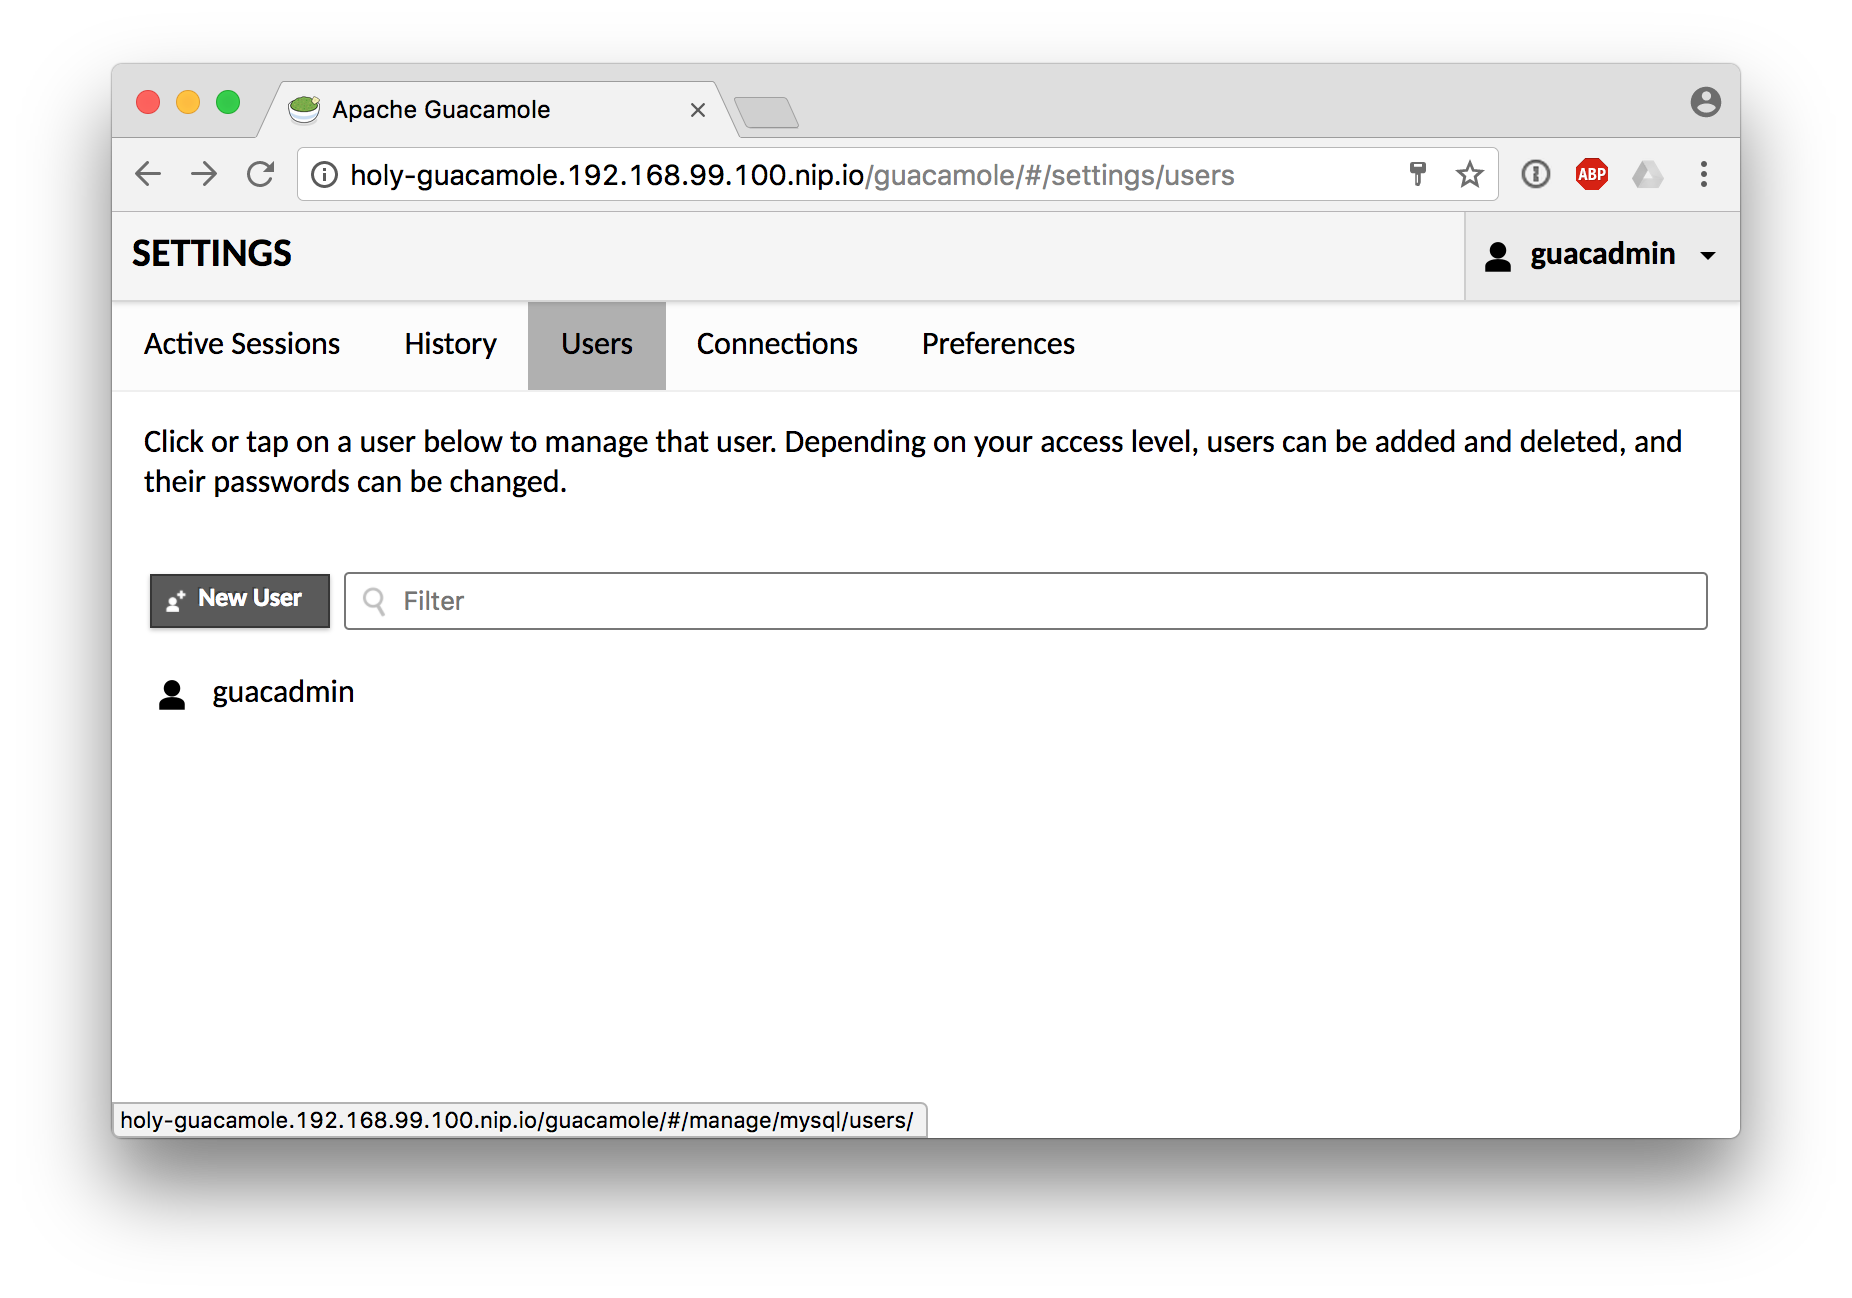 Apache Guacamole
holy-guacamole.192.168.99.100.nip.io/guacamole/#/settings/users
ABP
SETTINGS
guacadmin
Active Sessions
History
Users
Connections
Preferences
Click or tap on a user below to manage that user. Depending on your access level, users can be added and deleted, and
their passwords can be changed.
New User
Filter
guacadmin
holy-guacamole.192.168.99.100.nip.io/guacamole/#/manage/mysql/users/